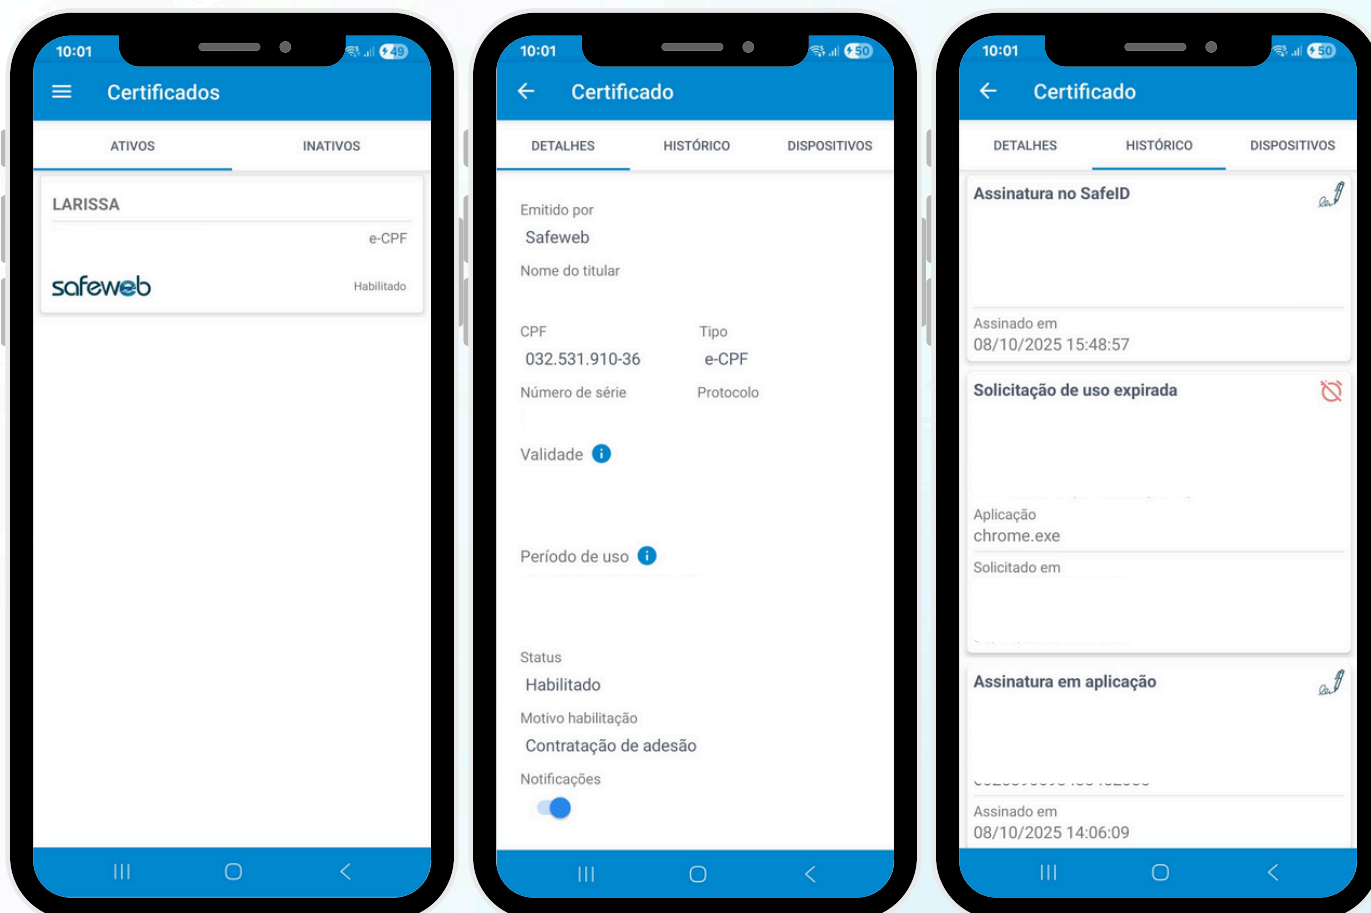 10:01
49
Certificados
ATIVOS INATIVOS
LARISSA
e-CPF
safeweb
Habilitado
10:01
50
Certificado
DETALHES HISTÓRICO DISPOSITIVOS
Emitido por
Safeweb
Nome do titular
CPF Tipo
032.531.910-36 e-CPF
Número de série Protocolo
Validade i
Período de uso i
Status
Habilitado
Motivo habilitação
Contratação de adesão
Notificações
10:01
50
Certificado
DETALHES HISTÓRICO DISPOSITIVOS
Assinatura no SafeID
Assinado em
08/10/2025 15:48:57
Solicitação de uso expirada
Aplicação
chrome.exe
Solicitado em
Assinatura em aplicação
Assinado em
08/10/2025 14:06:09